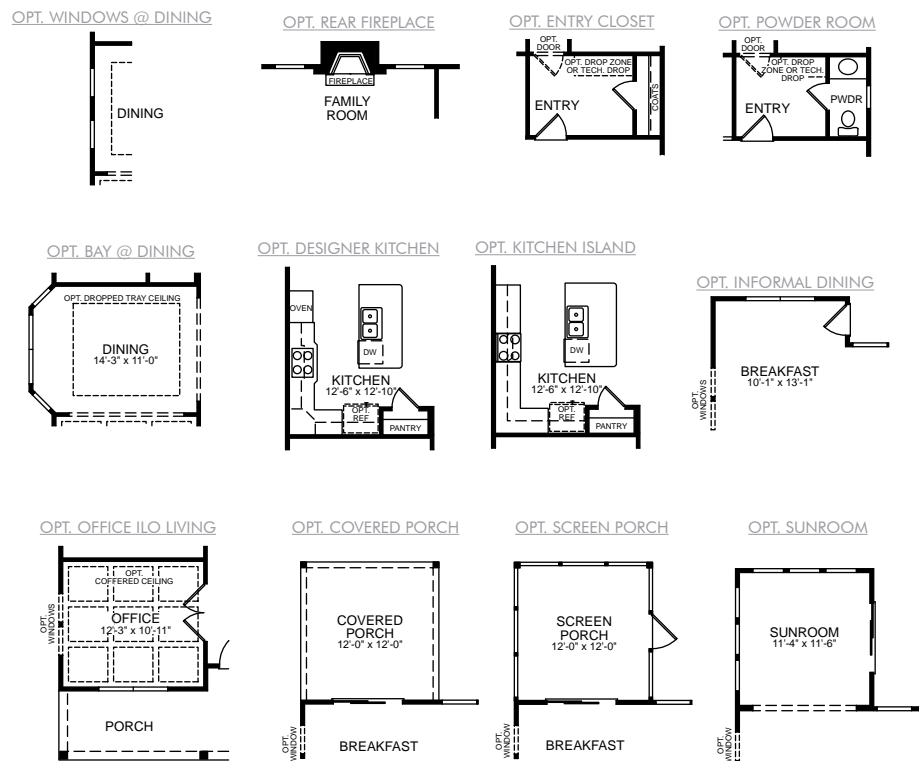 OPT. WINDOWS @ DINING
DINING
OPT. REAR FIREPLACE
FIREPLACE
FAMILY
ROOM
OPT. ENTRY CLOSET
OPT.
DOOR
OPT. DROP ZONE
OR TECH. DROP
ENTRY
COATS
OPT. POWDER ROOM
OPT.
DOOR
OPT. DROP
ZONE OR TECH.
DROP
ENTRY
PWDR
OPT. BAY @ DINING
OPT. DROPPED TRAY CEILING
DINING
14'-3" x 11'-0"
OPT. DESIGNER KITCHEN
OVEN
DW
KITCHEN
12'-6" x 12'-10"
OPT.
REF
PANTRY
OPT. KITCHEN ISLAND
DW
KITCHEN
12'-6" x 12'-10"
OPT.
REF
PANTRY
OPT. INFORMAL DINING
BREAKFAST
10'-1" x 13'-1"
OPT.
WINDOWS
OPT. OFFICE ILO LIVING
OPT.
COFFERED CEILING
OFFICE
12'-3" x 10'-11"
OPT.
WINDOWS
PORCH
OPT. COVERED PORCH
COVERED
PORCH
12'-0" x 12'-0"
OPT.
WINDOW
BREAKFAST
OPT. SCREEN PORCH
SCREEN
PORCH
12'-0" x 12'-0"
OPT.
WINDOW
BREAKFAST
OPT. SUNROOM
SUNROOM
11'-4" x 11'-6"
OPT.
WINDOW